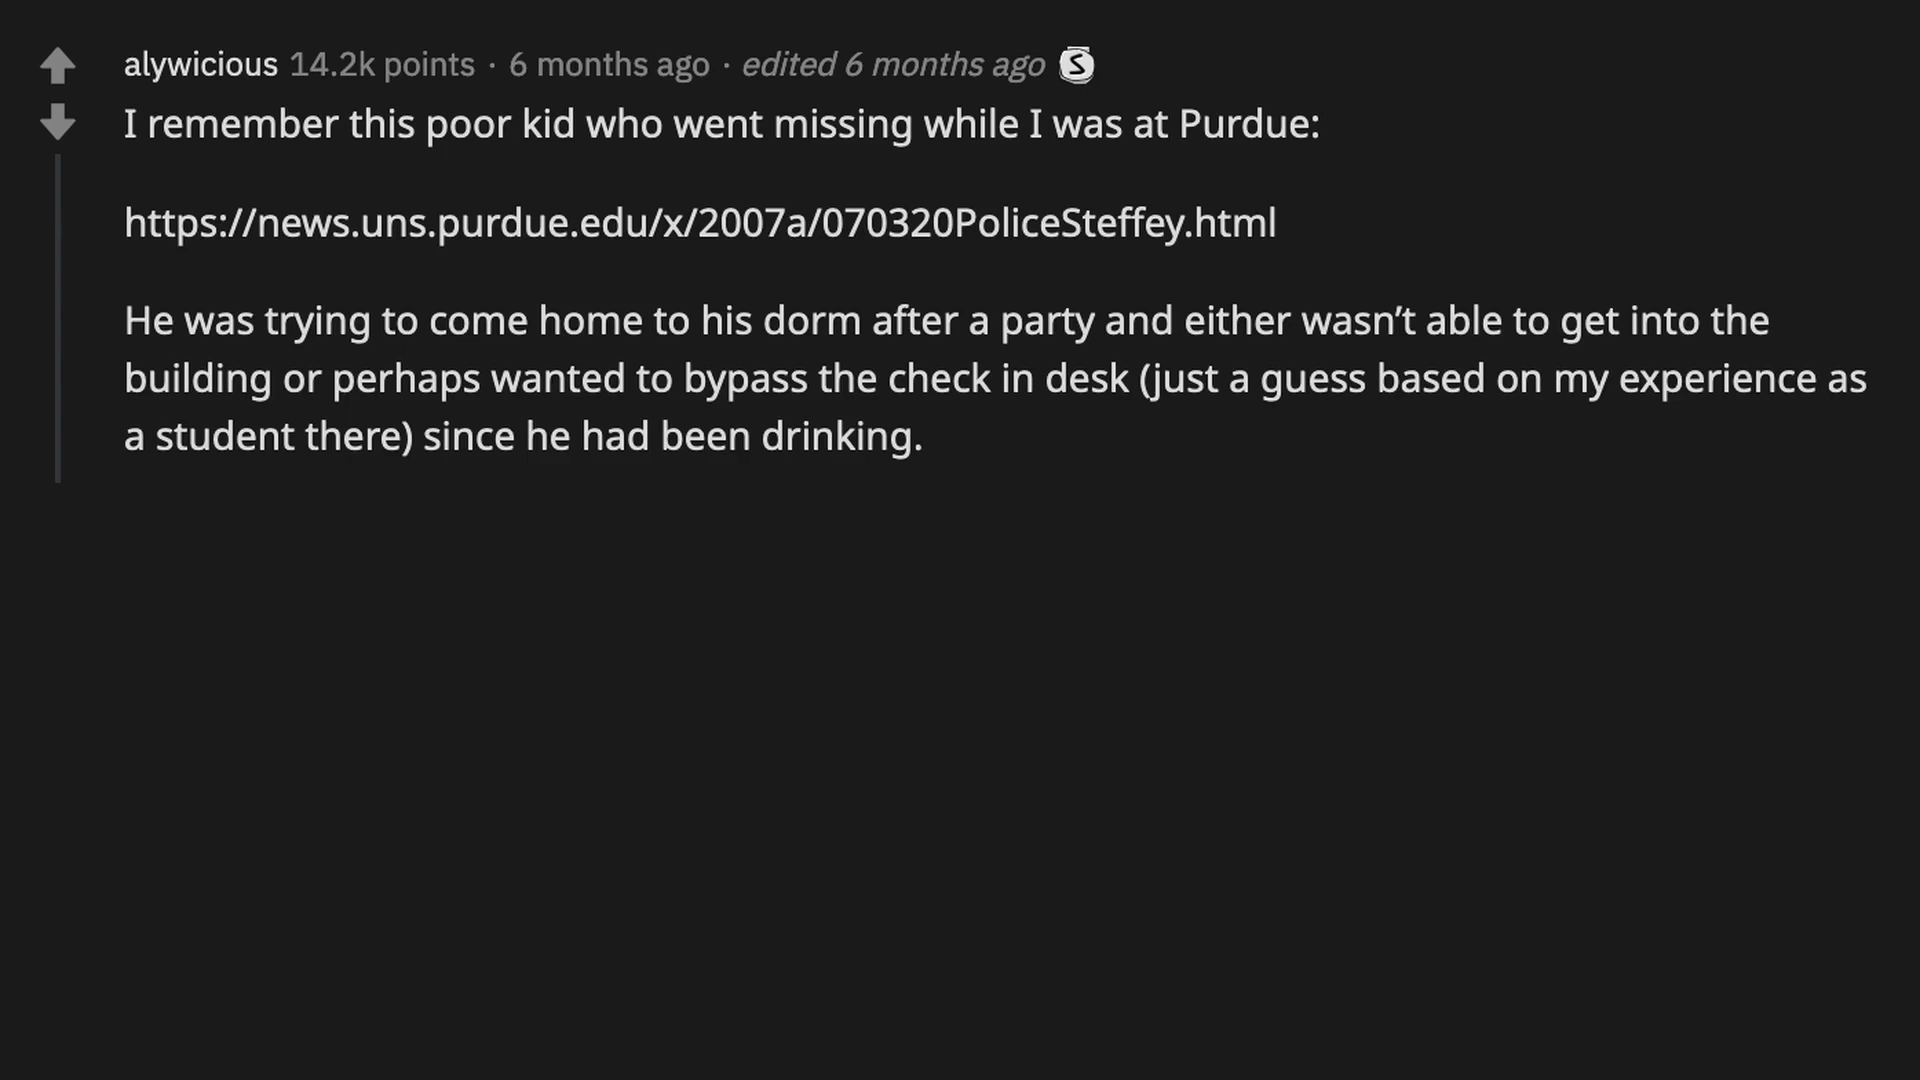 alywicious 14.2k points · 6 months ago · edited 6 months ago S
I remember this poor kid who went missing while I was at Purdue:
https://news.uns.purdue.edu/x/2007a/070320PoliceSteffey.html
He was trying to come home to his dorm after a party and either wasn’t able to get into the
building or perhaps wanted to bypass the check in desk (just a guess based on my experience as
a student there) since he had been drinking.